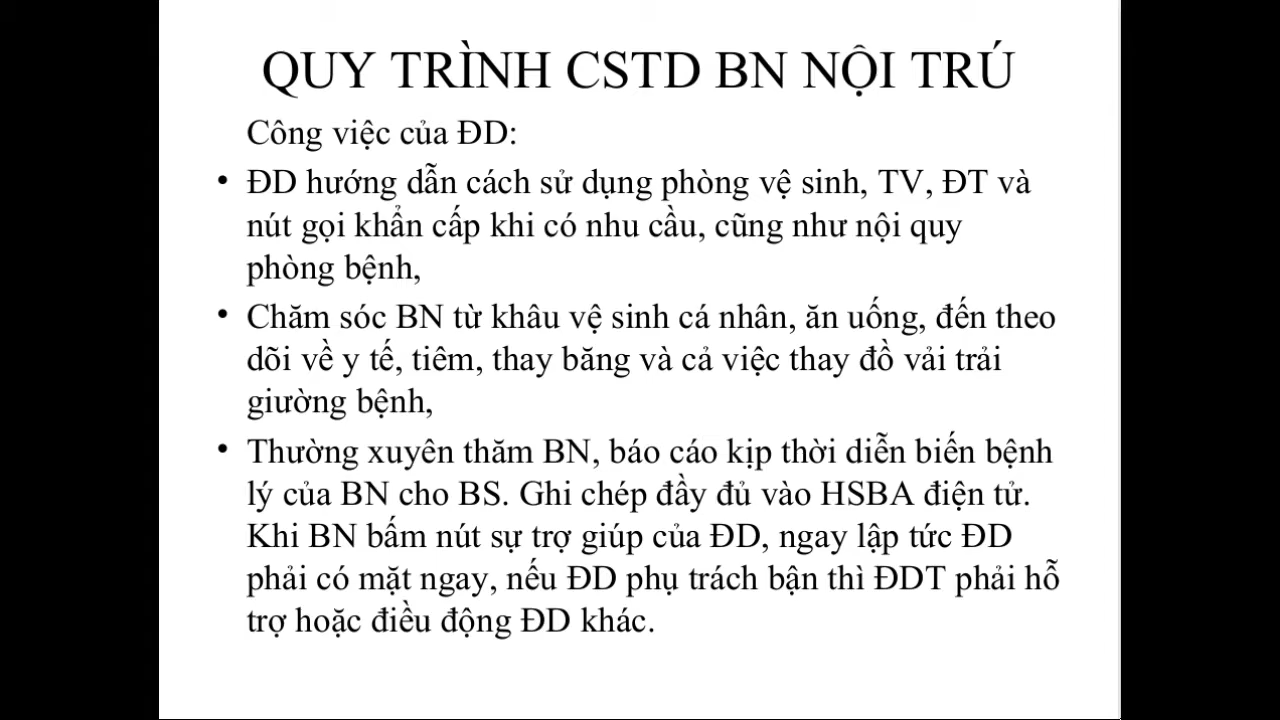 QUY TRÌNH CSTD BN NỘI TRÚ
Công việc của ĐD:
• ĐD hướng dẫn cách sử dụng phòng vệ sinh, TV, ĐT và
nút gọi khẩn cấp khi có nhu cầu, cũng như nội quy
phòng bệnh,
• Chăm sóc BN từ khâu vệ sinh cá nhân, ăn uống, đến theo
dõi về y tế, tiêm, thay băng và cả việc thay đồ vải trải
giường bệnh,
• Thường xuyên thăm BN, báo cáo kịp thời diễn biến bệnh
lý của BN cho BS. Ghi chép đầy đủ vào HSBA điện tử.
Khi BN bấm nút sự trợ giúp của ĐD, ngay lập tức ĐD
phải có mặt ngay, nếu ĐD phụ trách bận thì ĐDT phải hỗ
trợ hoặc điều động ĐD khác.